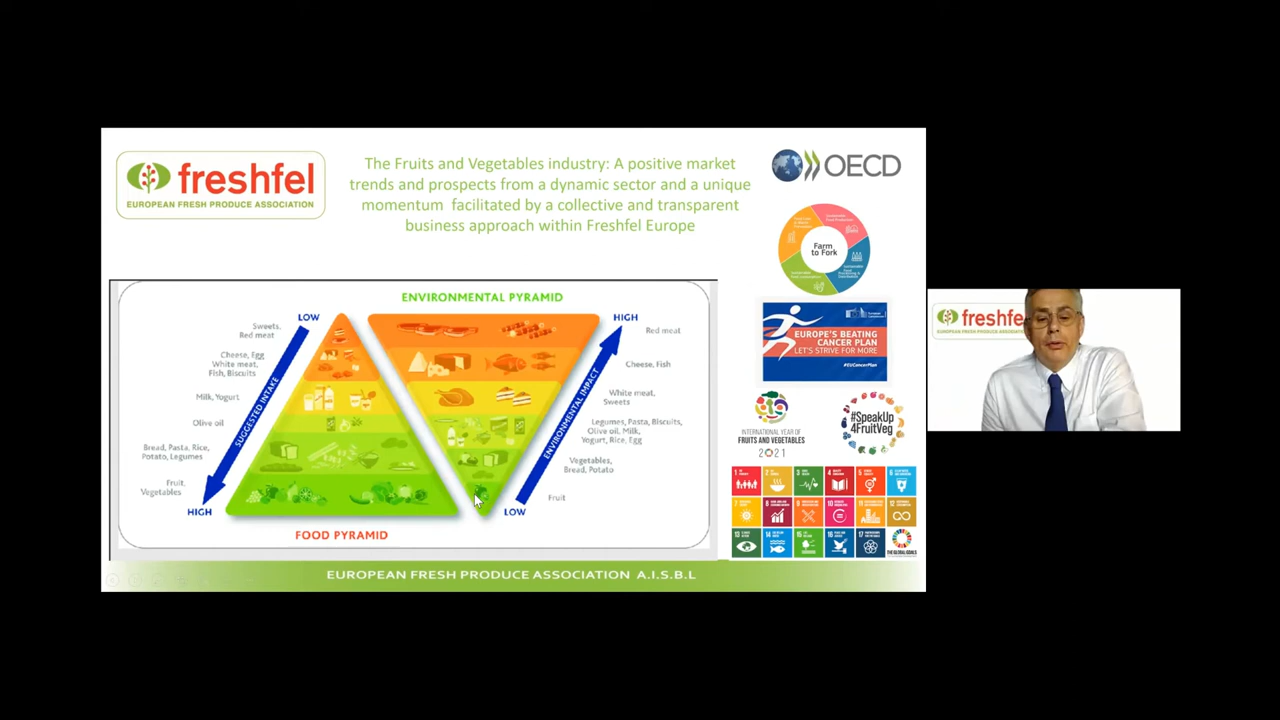 freshfel
EUROPEAN FRESH PRODUCE ASSOCIATION
The Fruits and Vegetables industry: A positive market
trends and prospects from a dynamic sector and a unique
momentum facilitated by a collective and transparent
business approach within Freshfel Europe
OECD
Farm
to Fork
EUROPE'S BEATING
CANCER PLAN
LET'S STRIVE FOR MORE
#EUCancerPlan
INTERNATIONAL YEAR OF
FRUITS AND VEGETABLES
2021
#SpeakUp
4FruitVeg
THE GLOBAL GOALS
ENVIRONMENTAL PYRAMID
LOW
Sweets,
Red meat
Cheese, Egg
White meat,
Fish, Biscuits
Milk, Yogurt
Olive oil
Bread, Pasta, Rice,
Potato, Legumes
Fruit,
Vegetables
HIGH
SUGGESTED INTAKE
HIGH
Red meat
Cheese, Fish
White meat,
Sweets
Legumes, Pasta, Biscuits,
Olive oil, Milk,
Yogurt, Rice, Egg
Vegetables,
Bread, Potato
Fruit
LOW
ENVIRONMENTAL IMPACT
FOOD PYRAMID
EUROPEAN FRESH PRODUCE ASSOCIATION A.I.S.B.L
freshfe
EUROPEAN FRESH PRODUCE ASSOCIATIO